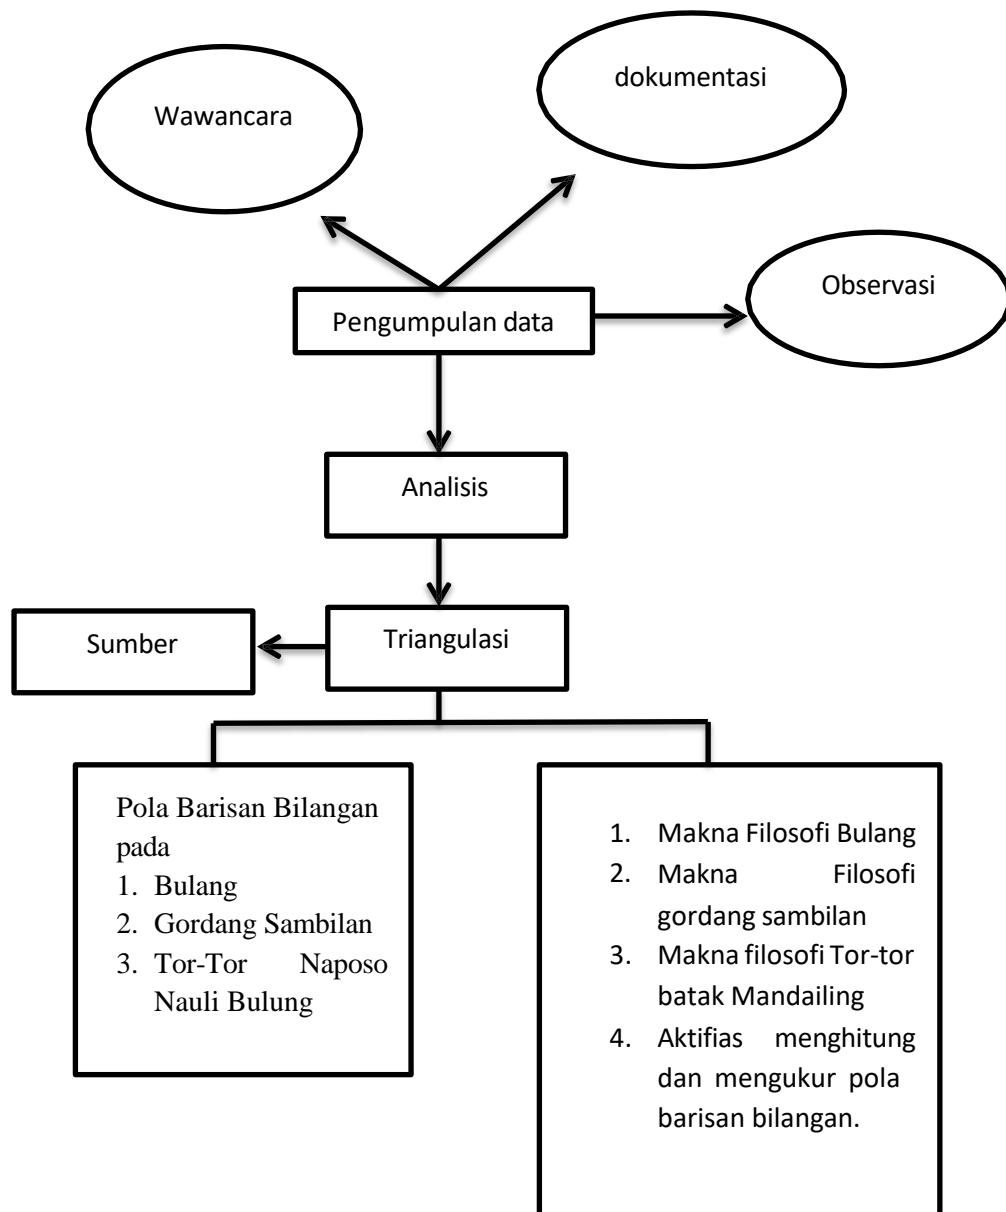 Wawancara
dokumentasi
Observasi
Pengumpulan data
Analisis
Sumber
Triangulasi
Pola Barisan Bilangan
pada
1. Bulang
2. Gordang Sambilan
3. Tor-Tor Naposo
Nauli Bulung
1. Makna Filosofi Bulang
2. Makna Filosofi
gordang sambilan
3. Makna filosofi Tor-tor
batak Mandailing
4. Aktifias menghitung
dan mengukur pola
barisan bilangan.